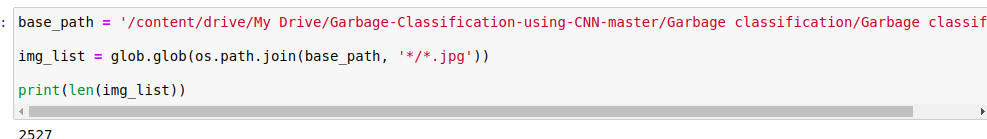 : base_path = '/content/drive/My Drive/Garbage-Classification-using-CNN-master/Garbage classification/Garbage classif
img_list = glob.glob(os.path.join(base_path, '*/*.jpg'))
print(len(img_list))
2527